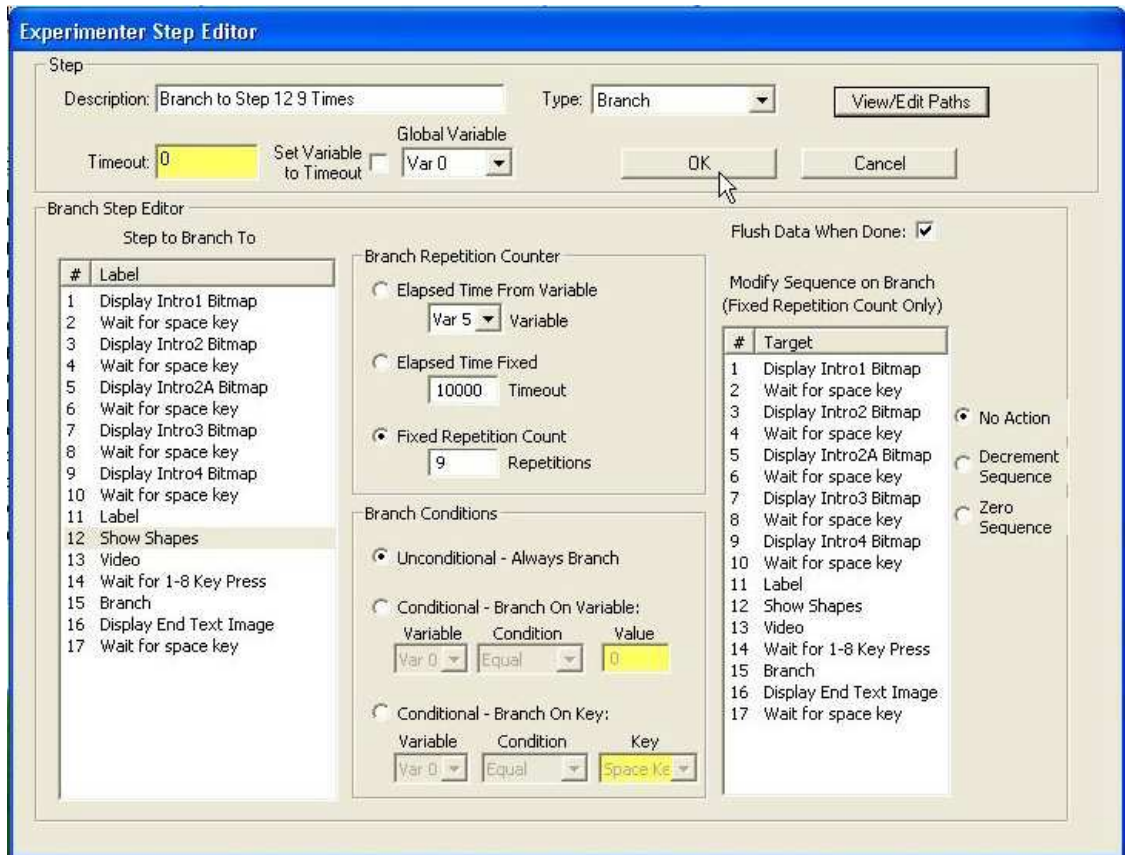 Experimenter Step Editor
Step
Description: Branch to Step 12 9 Times
Type: Branch
View/Edit Paths
Timeout: 0
Set Variable
to Timeout
Global Variable
Var 0
OK
Cancel
Branch Step Editor
Step to Branch To
# Label
1 Display Intro1 Bitmap
2 Wait for space key
3 Display Intro2 Bitmap
4 Wait for space key
5 Display Intro2A Bitmap
6 Wait for space key
7 Display Intro3 Bitmap
8 Wait for space key
9 Display Intro4 Bitmap
10 Wait for space key
11 Label
12 Show Shapes
13 Video
14 Wait for 1-8 Key Press
15 Branch
16 Display End Text Image
17 Wait for space key
Branch Repetition Counter
Elapsed Time From Variable
Var 5 Variable
Elapsed Time Fixed
10000 Timeout
Fixed Repetition Count
9 Repetitions
Branch Conditions
Unconditional - Always Branch
Conditional - Branch On Variable:
Variable Condition Value
Var 0 Equal 0
Conditional - Branch On Key:
Variable Condition Key
Var 0 Equal Space Ke
Flush Data When Done:
Modify Sequence on Branch
(Fixed Repetition Count Only)
# Target
1 Display Intro1 Bitmap
2 Wait for space key
3 Display Intro2 Bitmap
4 Wait for space key
5 Display Intro2A Bitmap
6 Wait for space key
7 Display Intro3 Bitmap
8 Wait for space key
9 Display Intro4 Bitmap
10 Wait for space key
11 Label
12 Show Shapes
13 Video
14 Wait for 1-8 Key Press
15 Branch
16 Display End Text Image
17 Wait for space key
No Action
Decrement
Sequence
Zero
Sequence